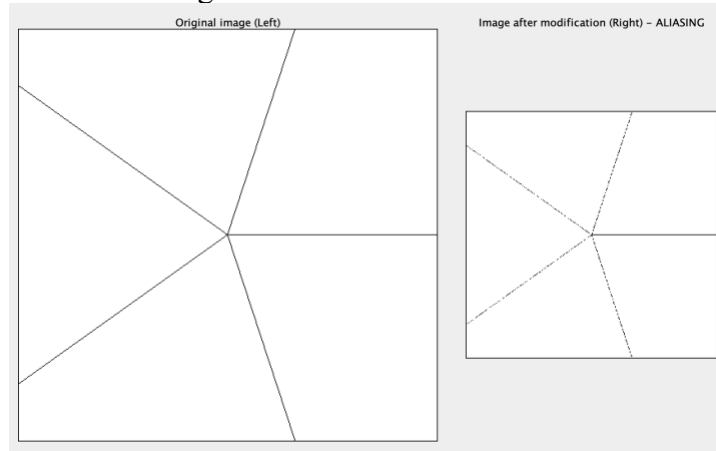 Original image (Left)
Image after modification (Right) – ALIASING